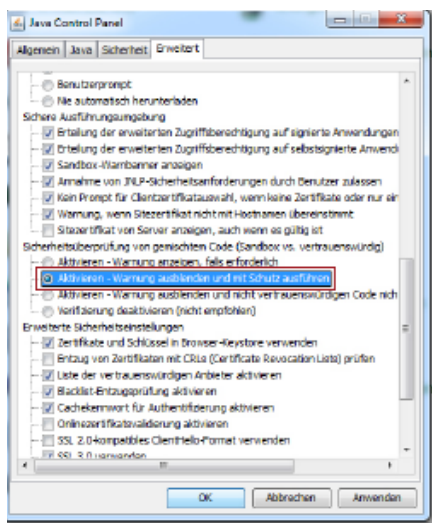 Java Control Panel
Allgemein Java Sicherheit Erweitert
Benutzerprompt
Nie automatisch herunterladen
Sichere Ausführungsumgebung
Erteilung der erweiterten Zugriffsberechtigung auf signierte Anwendungen
Erteilung der erweiterten Zugriffsberechtigung auf selbstsignierte Anwend
Sandbox-Warnbanner anzeigen
Annahme von JNLP-Sicherheitsanforderungen durch Benutzer zulassen
Kein Prompt für Clientzertifikatauswahl, wenn keine Zertifikate oder nur ein
Warnung, wenn Sitezertifikat nicht mit Hostnamen übereinstimmt
Sitezertifikat von Server anzeigen, auch wenn es gültig ist
Sicherheitsüberprüfung von gemischtem Code (Sandbox vs. vertrauenswürdig)
Aktivieren - Warnung anzeigen, falls erforderlich
Aktivieren - Warnung ausblenden und mit Schutz ausführen
Aktivieren - Warnung ausblenden und nicht vertrauenswürdigen Code nich
Verifizierung deaktivieren (nicht empfohlen)
Erweiterte Sicherheitseinstellungen
Zertifikate und Schlüssel in Browser-Keystore verwenden
Entzug von Zertifikaten mit CRLs (Certificate Revocation Lists) prüfen
Liste der vertrauenswürdigen Anbieter aktivieren
Blacklist-Entzugsprüfung aktivieren
Cachekennwort für Authentifizierung aktivieren
Onlinezertifikatsvalidierung aktivieren
SSL 2.0-kompatibles ClientHello-Format verwenden
SSL 3.0 verwenden
OK Abbrechen Anwenden